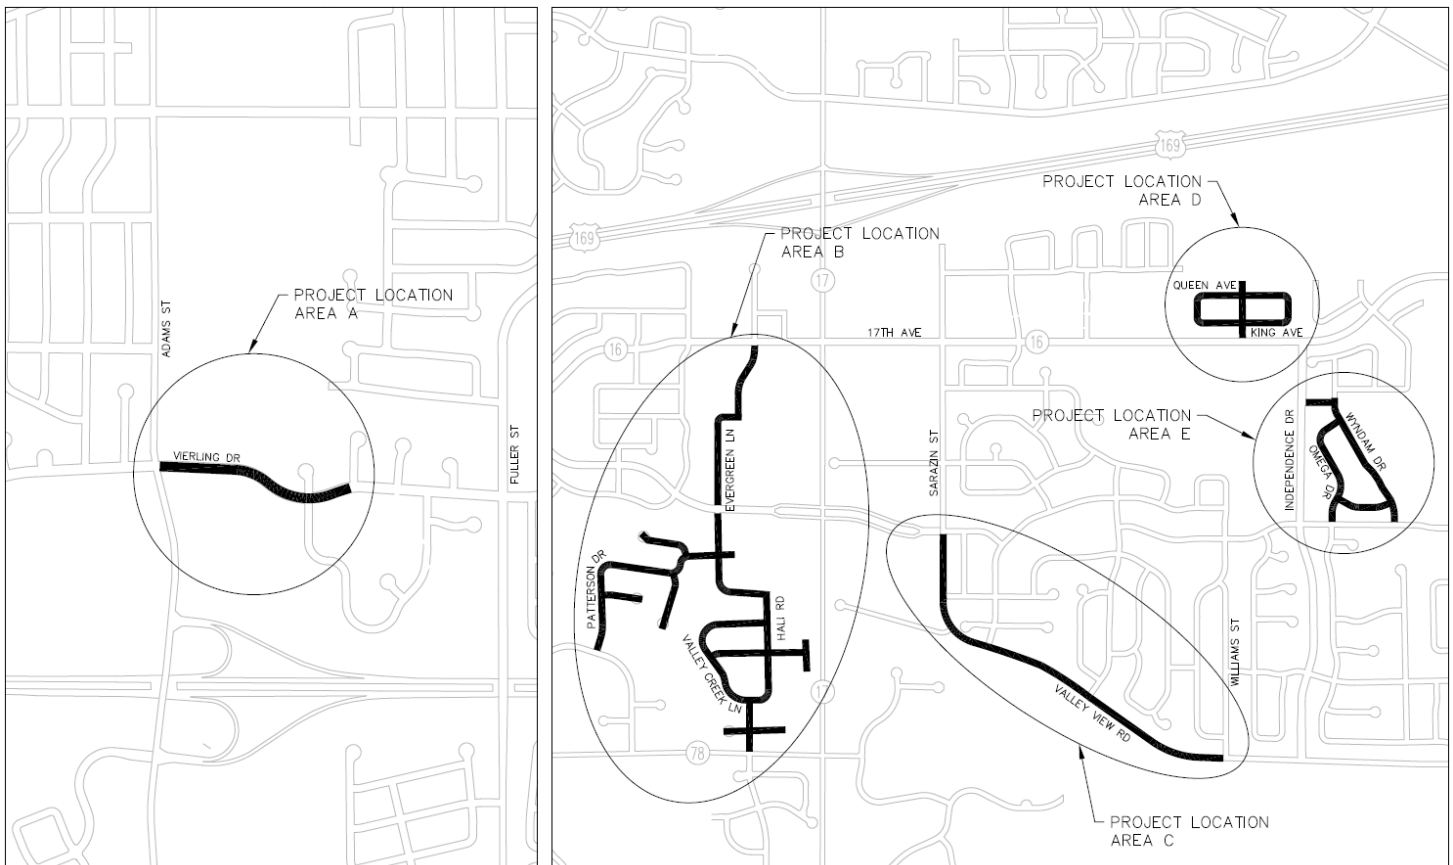 PROJECT LOCATION
AREA A
ADAMS ST
VIERLING DR
FULLER ST
169
169
PROJECT LOCATION
AREA D
PROJECT LOCATION
AREA B
17
QUEEN AVE
KING AVE
17TH AVE
16
16
PROJECT LOCATION
AREA E
EVERGREEN LN
SARAZIN ST
INDEPENDENCE DR
WYNDAM DR
OMEGA DR
PATTERSON DR
HALI RD
VALLEY CREEK LN
WILLIAMS ST
17
VALLEY VIEW RD
78
PROJECT LOCATION
AREA C